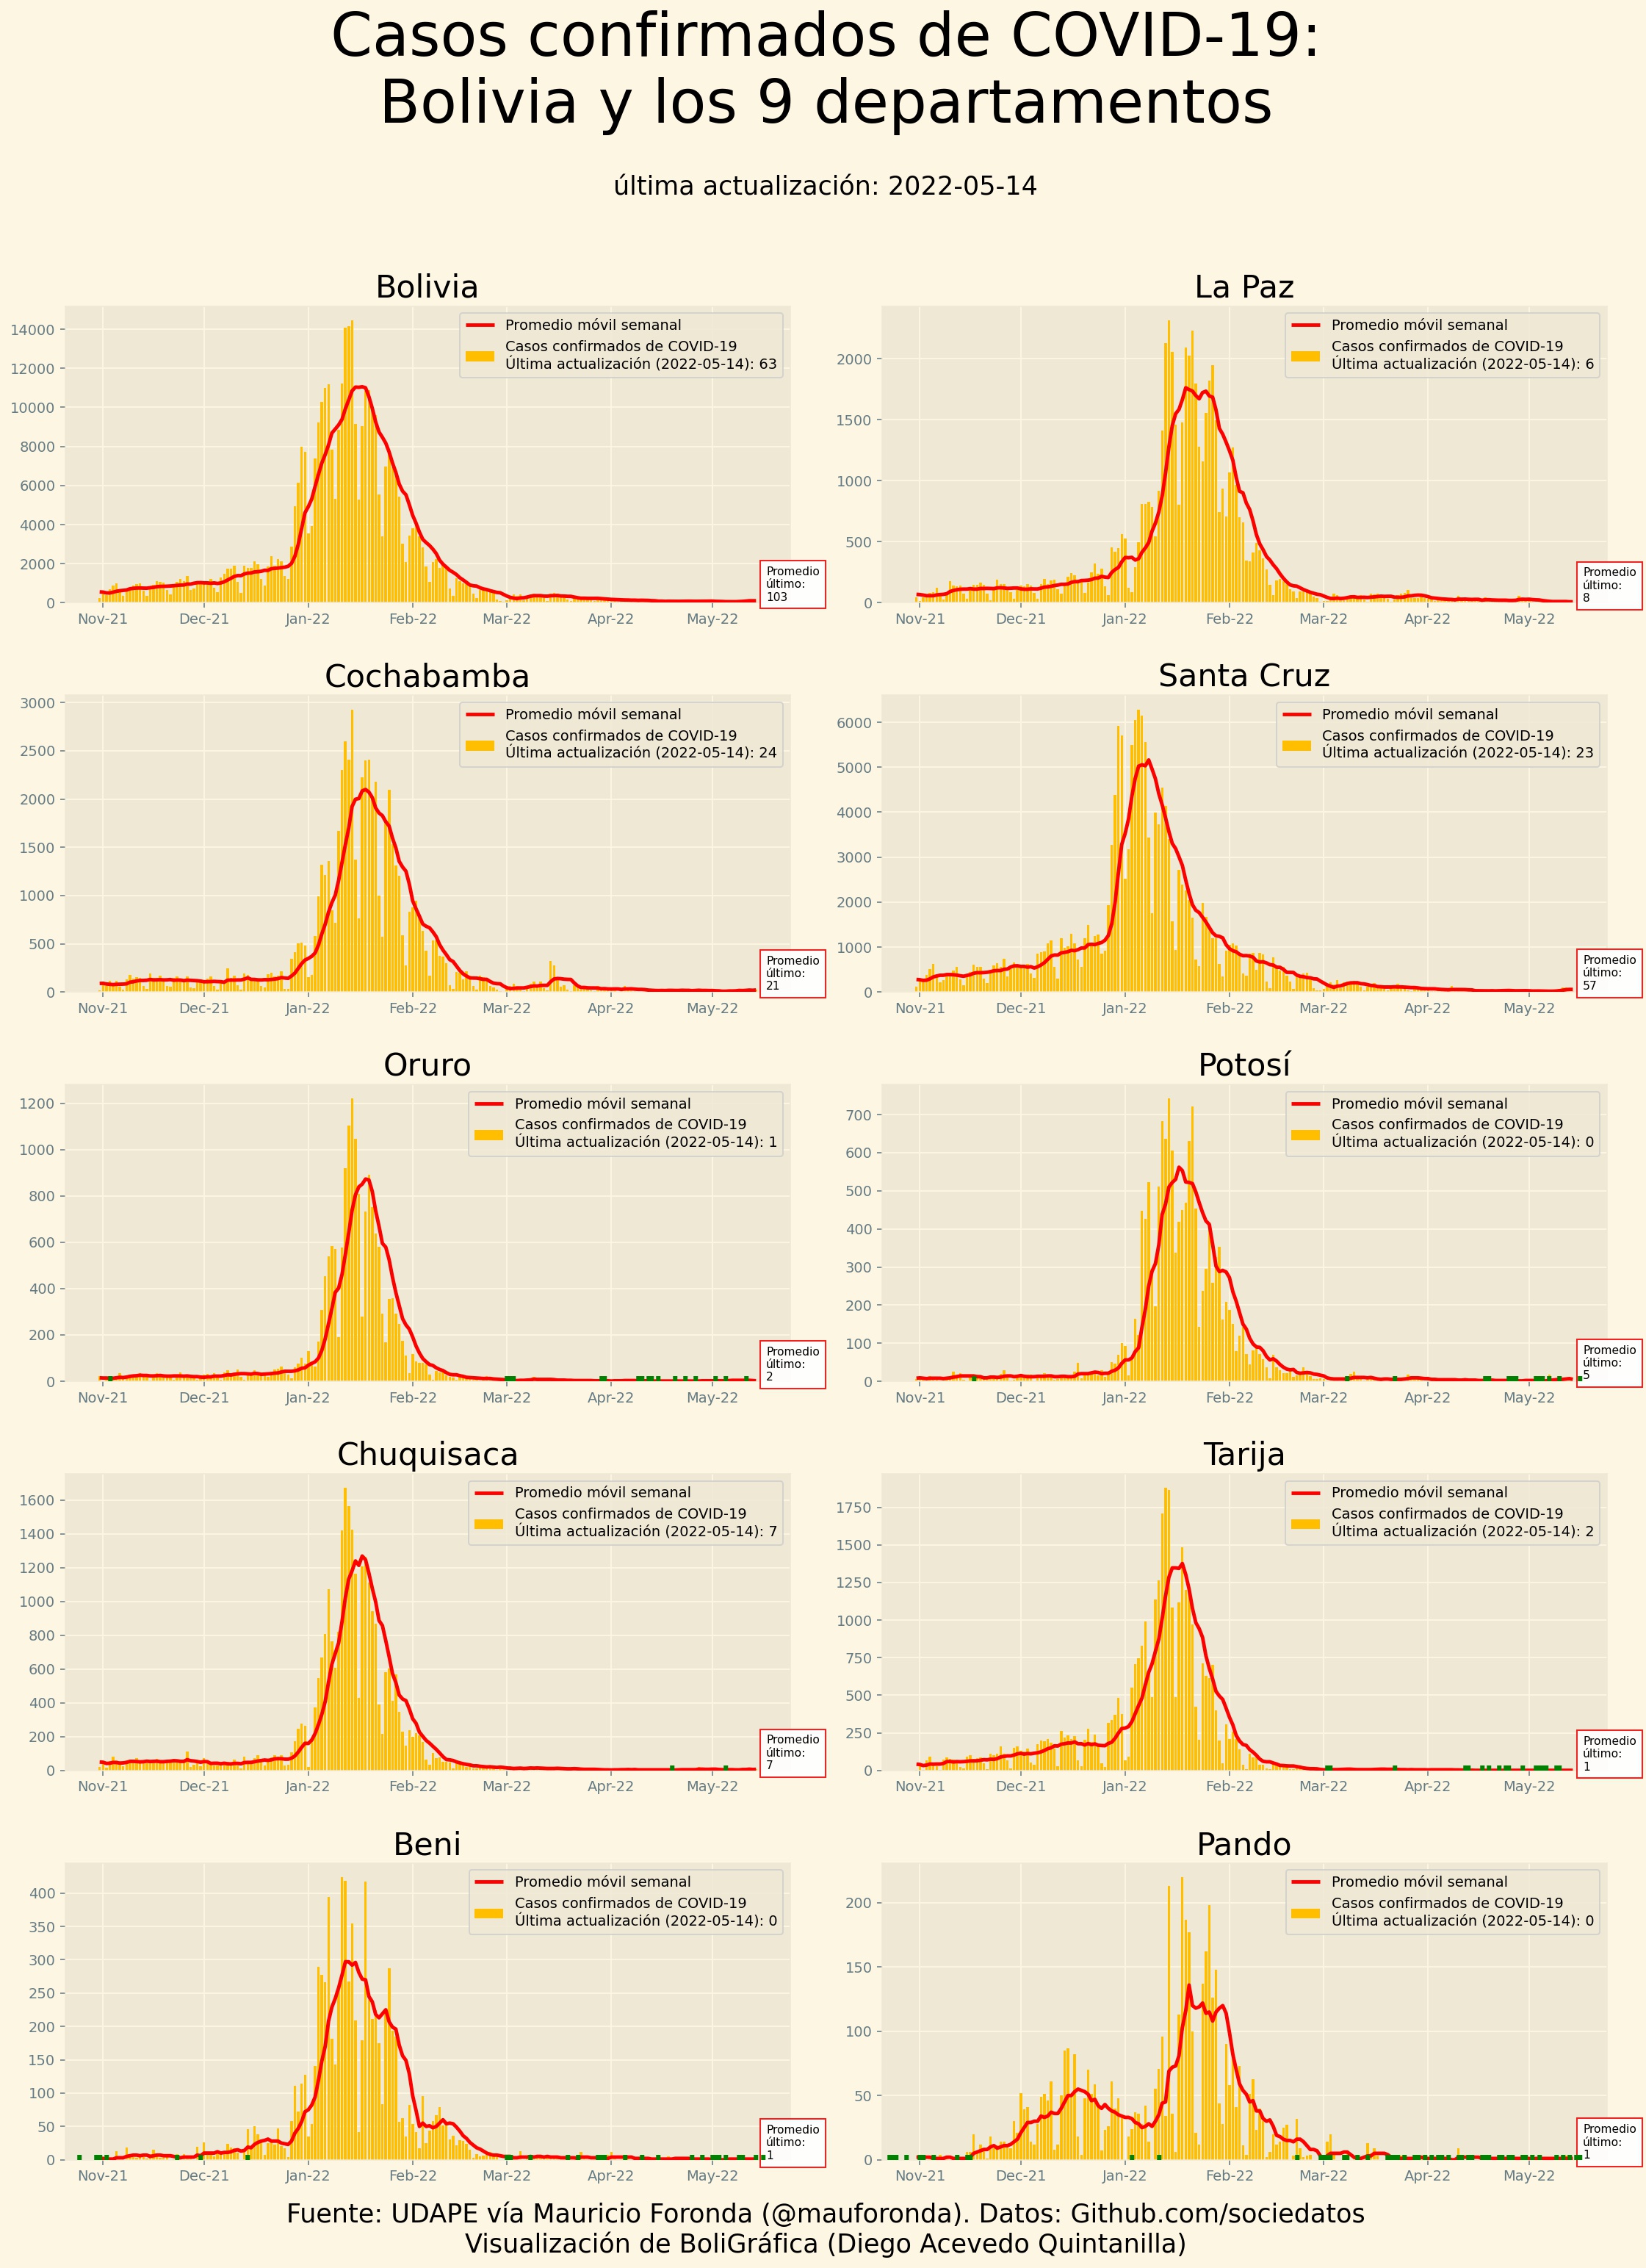 Casos confirmados de COVID-19:
Bolivia y los 9 departamentos
última actualización: 2022-05-14
Bolivia
Promedio móvil semanal
Casos confirmados de COVID-19
Última actualización (2022-05-14): 63
14000
12000
10000
8000
6000
4000
2000
0
Promedio
último:
103
Nov-21 Dec-21 Jan-22 Feb-22 Mar-22 Apr-22 May-22
La Paz
Promedio móvil semanal
Casos confirmados de COVID-19
Última actualización (2022-05-14): 6
2000
1500
1000
500
0
Promedio
último:
8
Nov-21 Dec-21 Jan-22 Feb-22 Mar-22 Apr-22 May-22
Cochabamba
Promedio móvil semanal
Casos confirmados de COVID-19
Última actualización (2022-05-14): 24
3000
2500
2000
1500
1000
500
0
Promedio
último:
21
Nov-21 Dec-21 Jan-22 Feb-22 Mar-22 Apr-22 May-22
Santa Cruz
Promedio móvil semanal
Casos confirmados de COVID-19
Última actualización (2022-05-14): 23
6000
5000
4000
3000
2000
1000
0
Promedio
último:
57
Nov-21 Dec-21 Jan-22 Feb-22 Mar-22 Apr-22 May-22
Oruro
Promedio móvil semanal
Casos confirmados de COVID-19
Última actualización (2022-05-14): 1
1200
1000
800
600
400
200
0
Promedio
último:
2
Nov-21 Dec-21 Jan-22 Feb-22 Mar-22 Apr-22 May-22
Potosí
Promedio móvil semanal
Casos confirmados de COVID-19
Última actualización (2022-05-14): 0
700
600
500
400
300
200
100
0
Promedio
último:
5
Nov-21 Dec-21 Jan-22 Feb-22 Mar-22 Apr-22 May-22
Chuquisaca
Promedio móvil semanal
Casos confirmados de COVID-19
Última actualización (2022-05-14): 7
1600
1400
1200
1000
800
600
400
200
0
Promedio
último:
7
Nov-21 Dec-21 Jan-22 Feb-22 Mar-22 Apr-22 May-22
Tarija
Promedio móvil semanal
Casos confirmados de COVID-19
Última actualización (2022-05-14): 2
1750
1500
1250
1000
750
500
250
0
Promedio
último:
1
Nov-21 Dec-21 Jan-22 Feb-22 Mar-22 Apr-22 May-22
Beni
Promedio móvil semanal
Casos confirmados de COVID-19
Última actualización (2022-05-14): 0
400
350
300
250
200
150
100
50
0
Promedio
último:
1
Nov-21 Dec-21 Jan-22 Feb-22 Mar-22 Apr-22 May-22
Pando
Promedio móvil semanal
Casos confirmados de COVID-19
Última actualización (2022-05-14): 0
200
150
100
50
0
Promedio
último:
1
Nov-21 Dec-21 Jan-22 Feb-22 Mar-22 Apr-22 May-22
Fuente: UDAPE vía Mauricio Foronda (@mauforonda). Datos: Github.com/sociedatos
Visualización de BoliGráfica (Diego Acevedo Quintanilla)